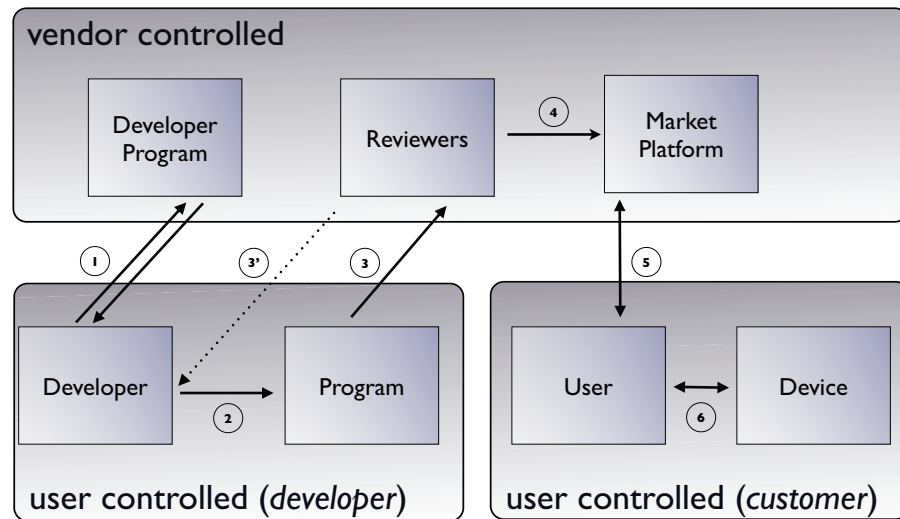 vendor controlled
Developer
Program
Reviewers
4
Market
Platform
1
3'
3
5
Developer
2
Program
User
6
Device
user controlled (developer)
user controlled (customer)